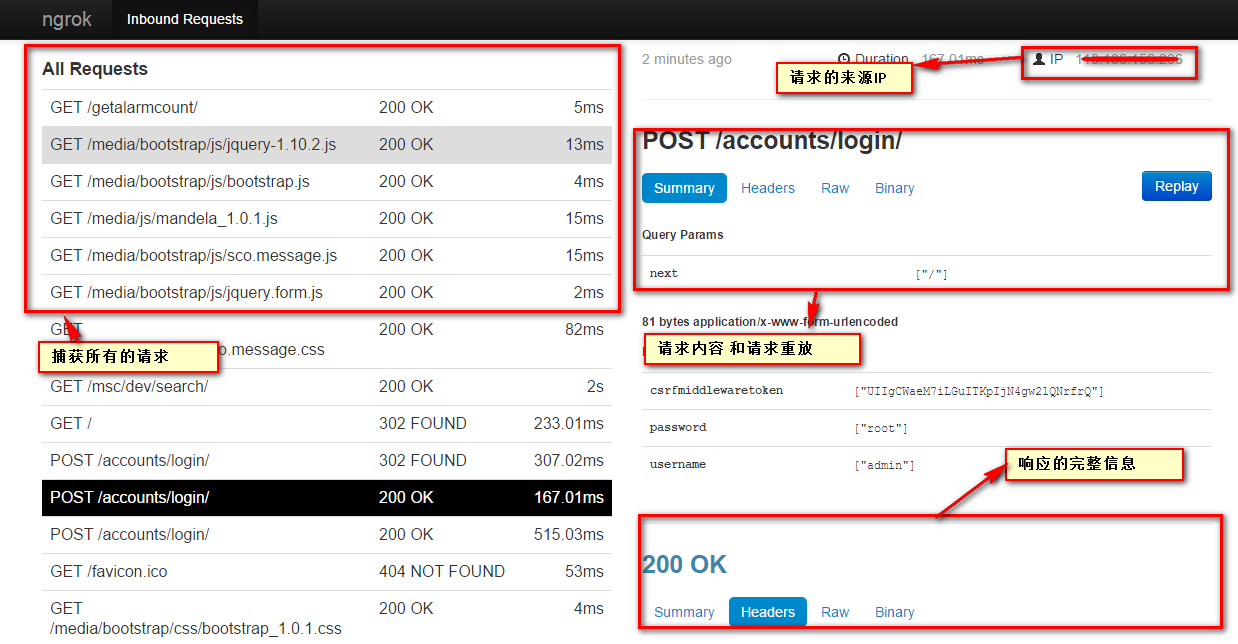 ngrok Inbound Requests
All Requests
GET /getalarmcount/ 200 OK 5ms
GET /media/bootstrap/js/jquery-1.10.2.js 200 OK 13ms
GET /media/bootstrap/js/bootstrap.js 200 OK 4ms
GET /media/js/mandela_1.0.1.js 200 OK 15ms
GET /media/bootstrap/js/sco.message.js 200 OK 15ms
GET /media/bootstrap/js/jquery.form.js 200 OK 2ms
GET 200 OK 82ms
o.message.css
捕获所有的请求
GET /msc/dev/search/ 200 OK 2s
GET / 302 FOUND 233.01ms
POST /accounts/login/ 302 FOUND 307.02ms
POST /accounts/login/ 200 OK 167.01ms
POST /accounts/login/ 200 OK 515.03ms
GET /favicon.ico 404 NOT FOUND 53ms
GET 200 OK 4ms
/media/bootstrap/css/bootstrap_1.0.1.css
2 minutes ago Duration 167.01ms IP
请求的来源IP
POST /accounts/login/
Summary Headers Raw Binary Replay
Query Params
next ["/"]
81 bytes application/x-www-form-urlencoded
请求内容 和请求重放
csrfmiddlewaretoken ["UIIgCWaeM7iLGuITKpIjN4gw2lQNrfrQ"]
password ["root"]
username ["admin"]
响应的完整信息
200 OK
Summary Headers Raw Binary